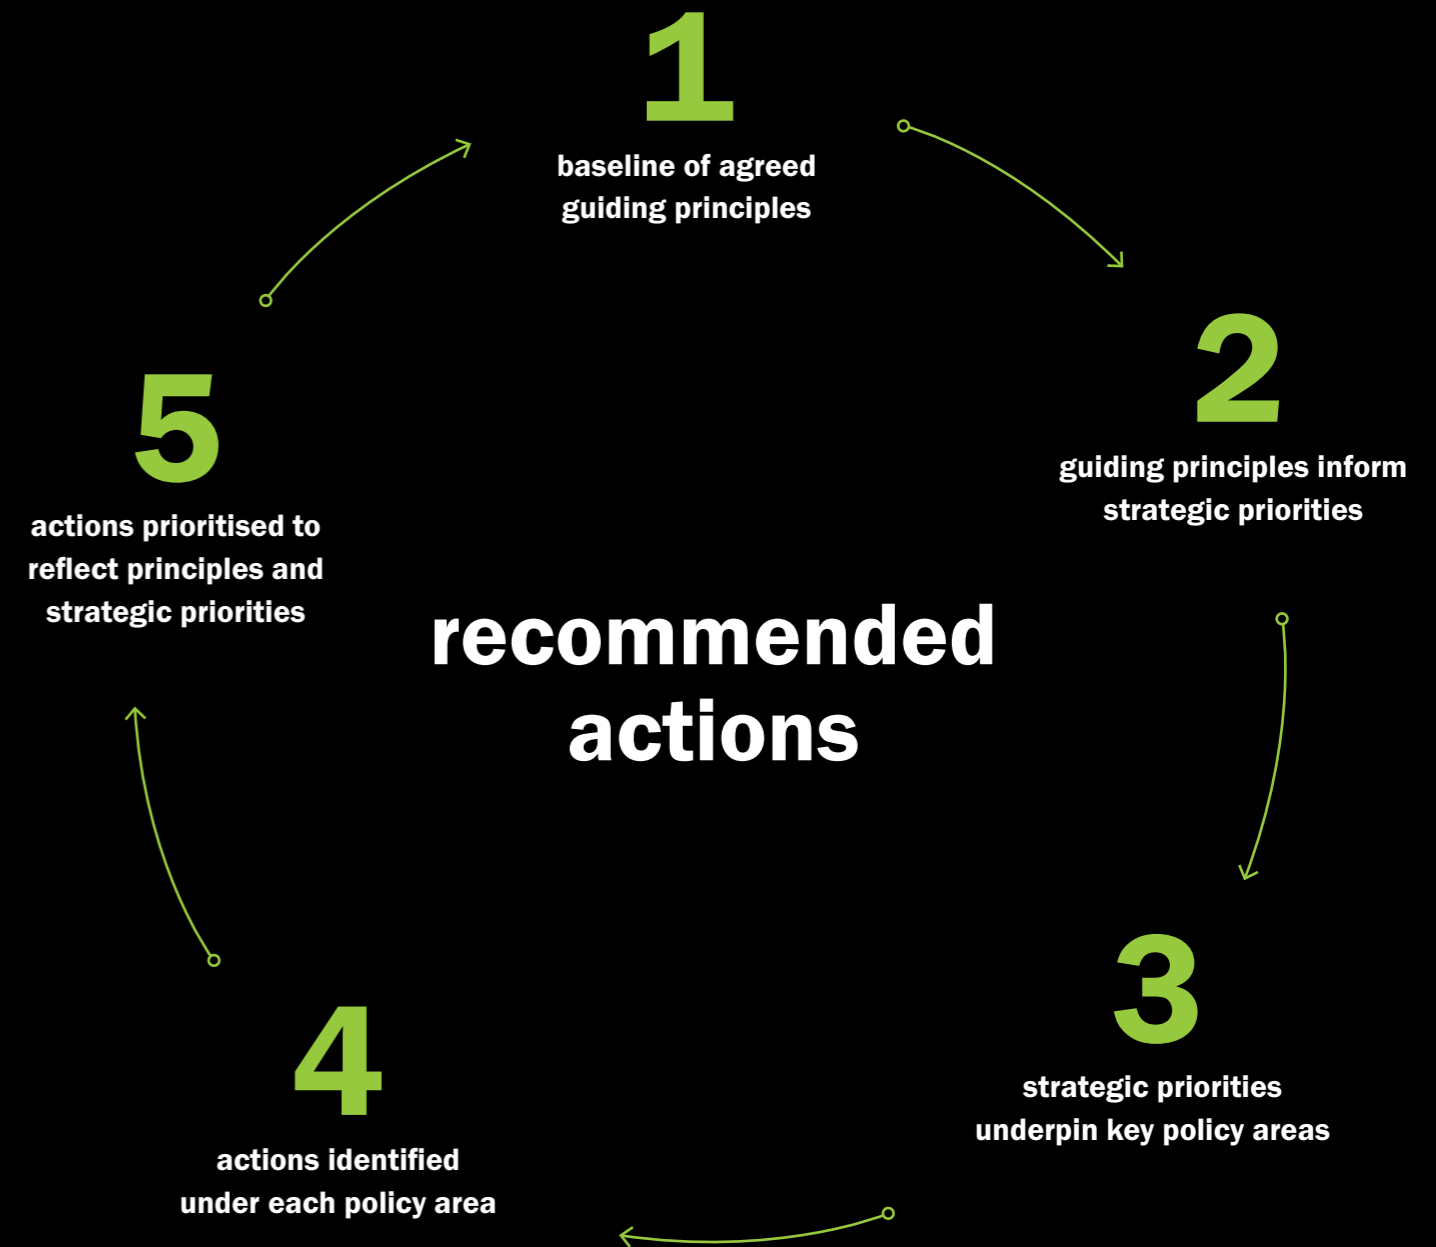 1
baseline of agreed
guiding principles
2
guiding principles inform
strategic priorities
3
strategic priorities
underpin key policy areas
4
actions identified
under each policy area
5
actions prioritised to
reflect principles and
strategic priorities
recommended
actions